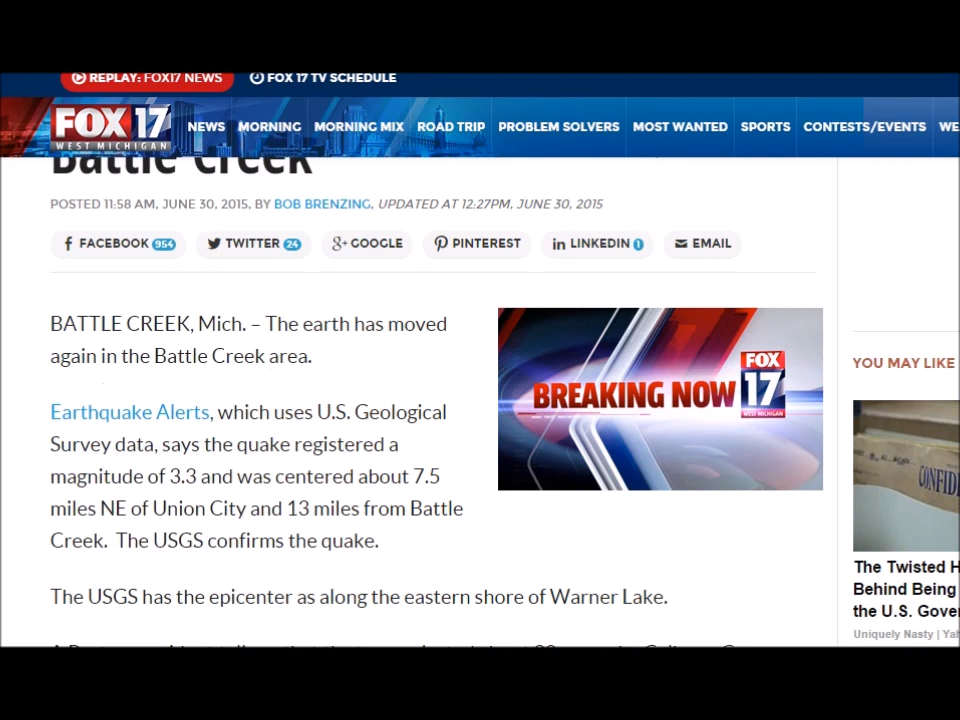 REPLAY: FOX17 NEWS
FOX 17 TV SCHEDULE
FOX 17
WEST MICHIGAN
NEWS MORNING MORNING MIX ROAD TRIP PROBLEM SOLVERS MOST WANTED SPORTS CONTESTS/EVENTS WE
Battle Creek
POSTED 11:58 AM, JUNE 30, 2015, BY BOB BRENZING, UPDATED AT 12:27PM, JUNE 30, 2015
FACEBOOK 954 TWITTER 24 GOOGLE PINTEREST LINKEDIN 1 EMAIL
BATTLE CREEK, Mich. – The earth has moved
again in the Battle Creek area.
Earthquake Alerts, which uses U.S. Geological
Survey data, says the quake registered a
magnitude of 3.3 and was centered about 7.5
miles NE of Union City and 13 miles from Battle
Creek.  The USGS confirms the quake.
BREAKING NOW
FOX
17
WEST MICHIGAN
The USGS has the epicenter as along the eastern shore of Warner Lake.
YOU MAY LIKE
CONFIDE
The Twisted H
Behind Being
the U.S. Gover
Uniquely Nasty | Yah